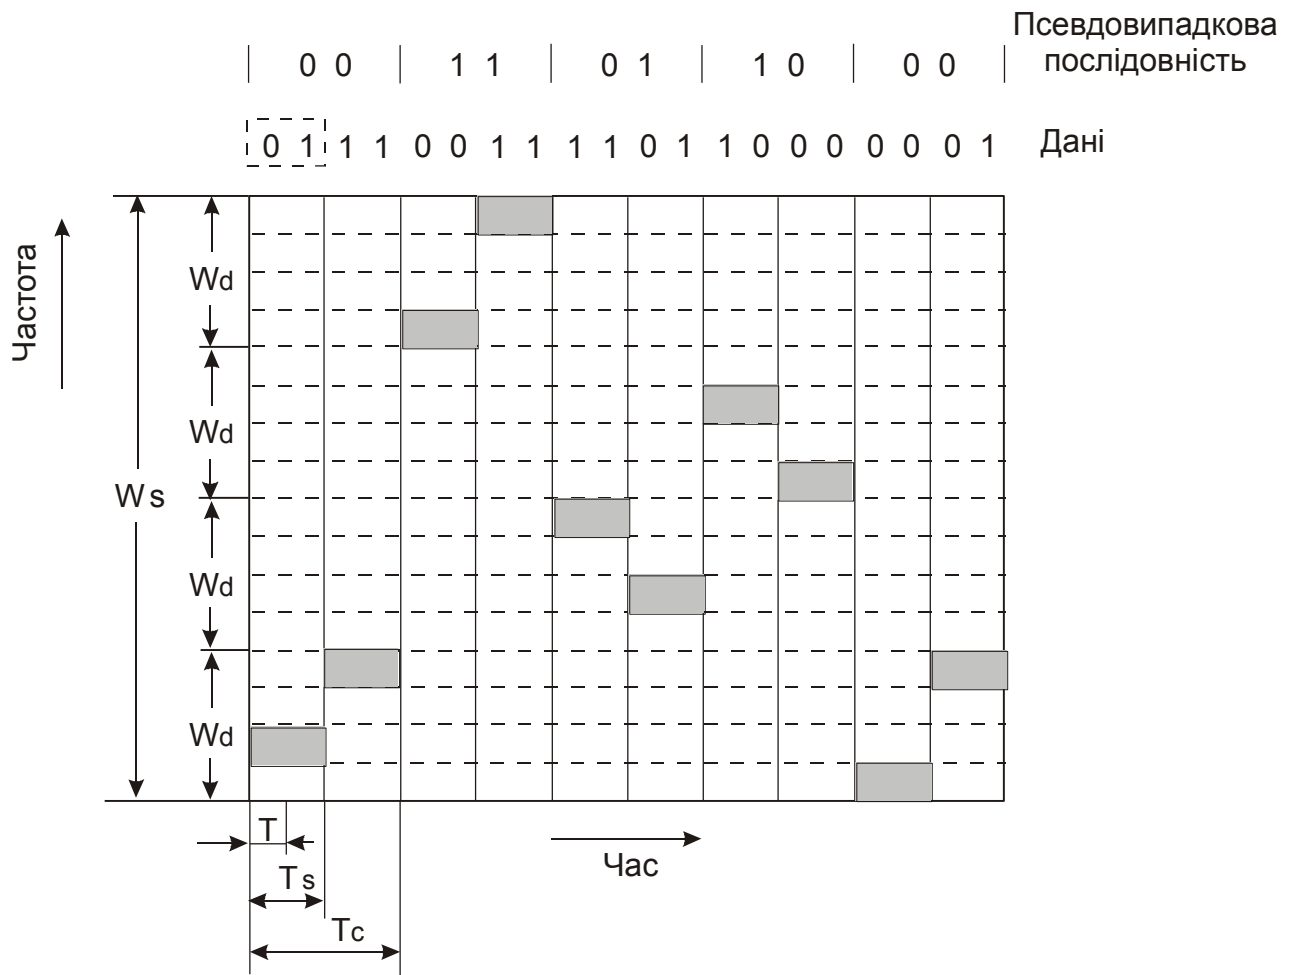 Псевдовипадкова
послідовність
0 0 1 1 0 1 1 0 0 0
0 1 1 1 0 0 1 1 1 1 0 1 1 0 0 0 0 0 0 1
Дані
Частота
Wd
Wd
Ws
Wd
Wd
T
Ts
Tc
Час